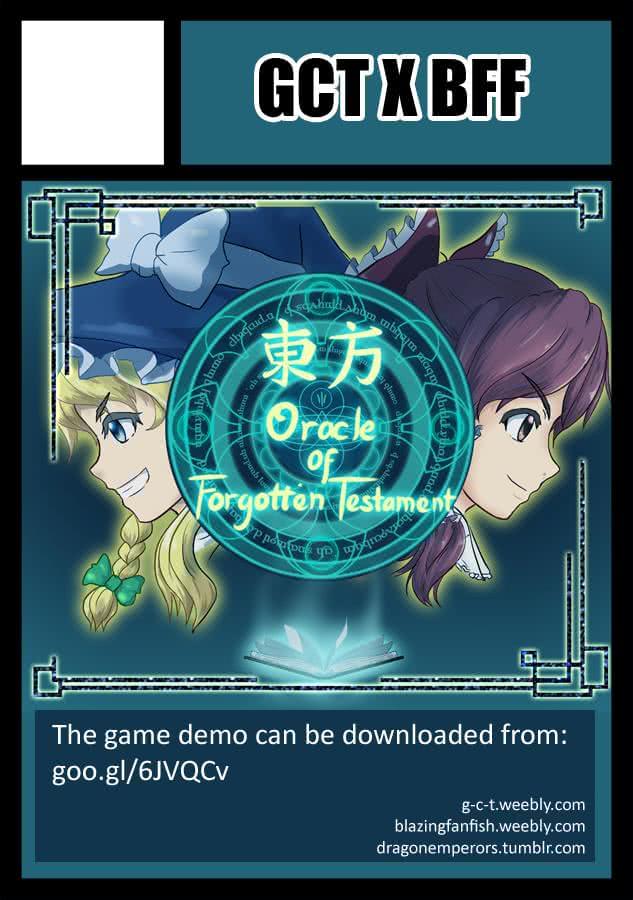 GCT X BFF
東方
Oracle
of
Forgotten Testament
The game demo can be downloaded from:
goo.gl/6JVQCv
g-c-t.weebly.com
blazingfanfish.weebly.com
dragonemperors.tumblr.com